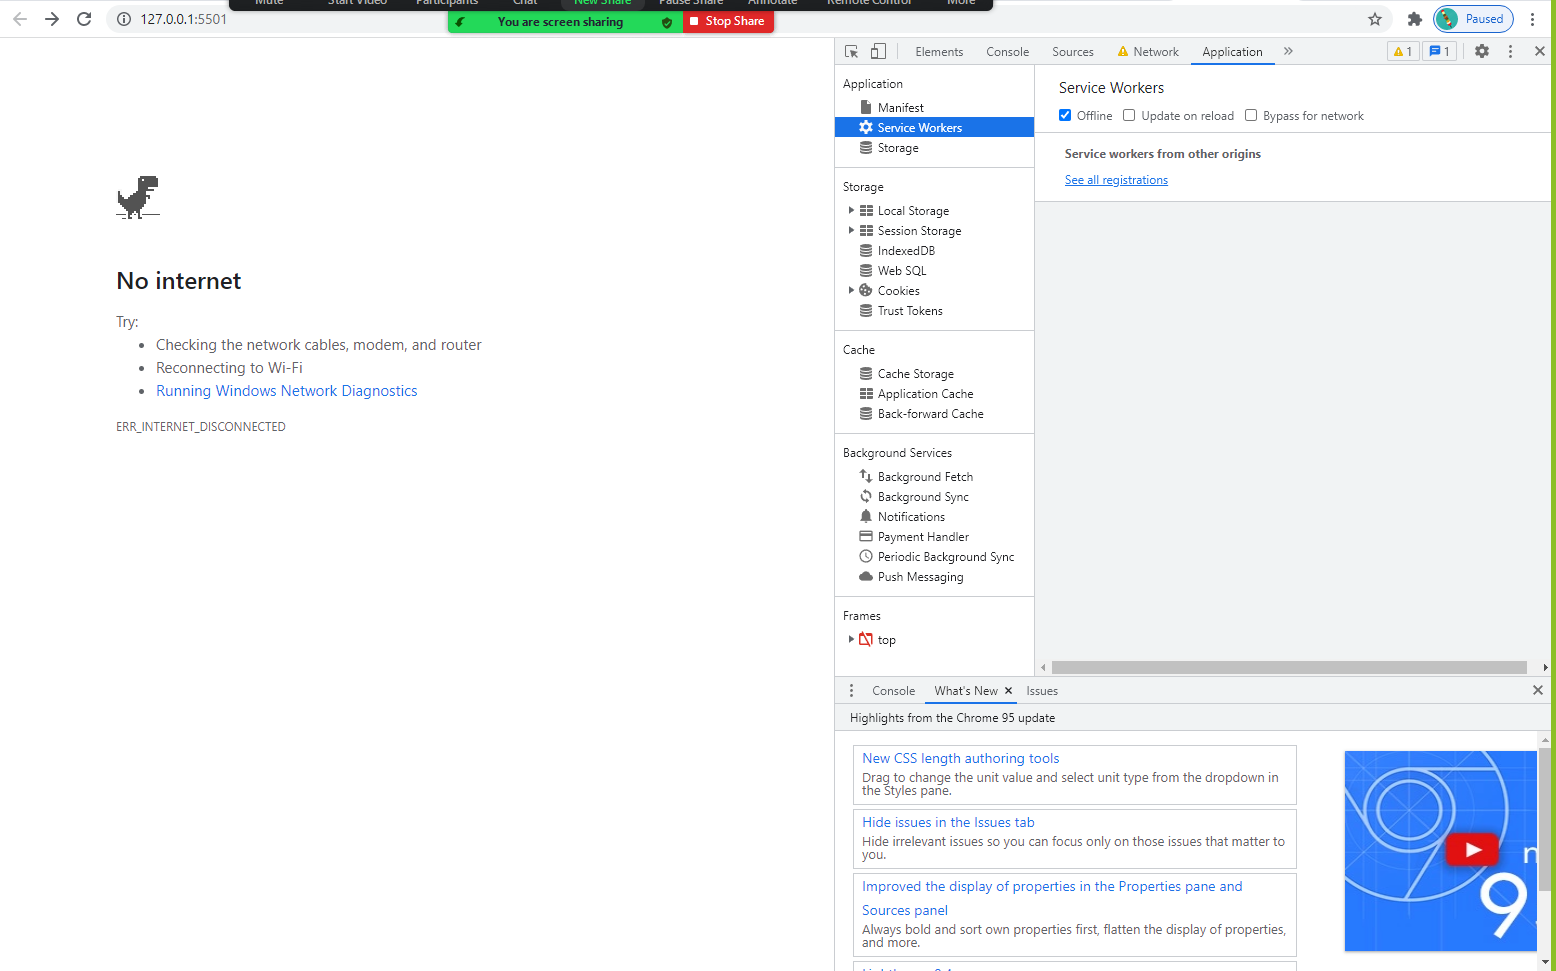 Mute Start Video Participants Chat New Share Pause Share Annotate Remote Control More
127.0.0.1:5501
You are screen sharing
Stop Share
Paused
Elements Console Sources Network Application 1 1
No internet
Try:
Checking the network cables, modem, and router
Reconnecting to Wi-Fi
Running Windows Network Diagnostics
ERR_INTERNET_DISCONNECTED
Application
Manifest
Service Workers
Storage
Storage
Local Storage
Session Storage
IndexedDB
Web SQL
Cookies
Trust Tokens
Cache
Cache Storage
Application Cache
Back-forward Cache
Background Services
Background Fetch
Background Sync
Notifications
Payment Handler
Periodic Background Sync
Push Messaging
Frames
top
Service Workers
Offline Update on reload Bypass for network
Service workers from other origins
See all registrations
Console What's New Issues
Highlights from the Chrome 95 update
New CSS length authoring tools
Drag to change the unit value and select unit type from the dropdown in
the Styles pane.
Hide issues in the Issues tab
Hide irrelevant issues so you can focus only on those issues that matter to
you.
Improved the display of properties in the Properties pane and
Sources panel
Always bold and sort own properties first, flatten the display of properties,
and more.
n
9